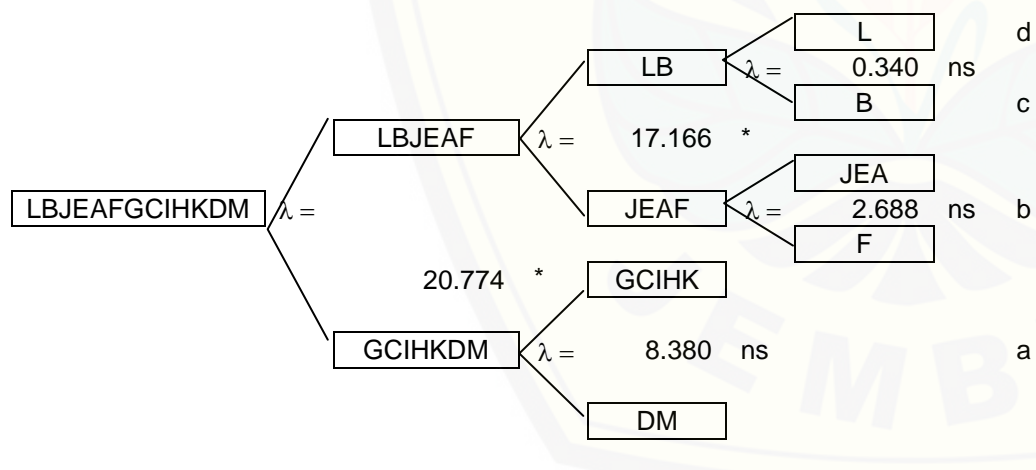 L d
LB λ = 0.340 ns
B c
LBJEAF λ = 17.166 *
JEA
LBJEAFGCIHKDM λ = JEAF λ = 2.688 ns b
F
20.774 * GCIHK
GCIHKDM λ = 8.380 ns a
DM
EMB